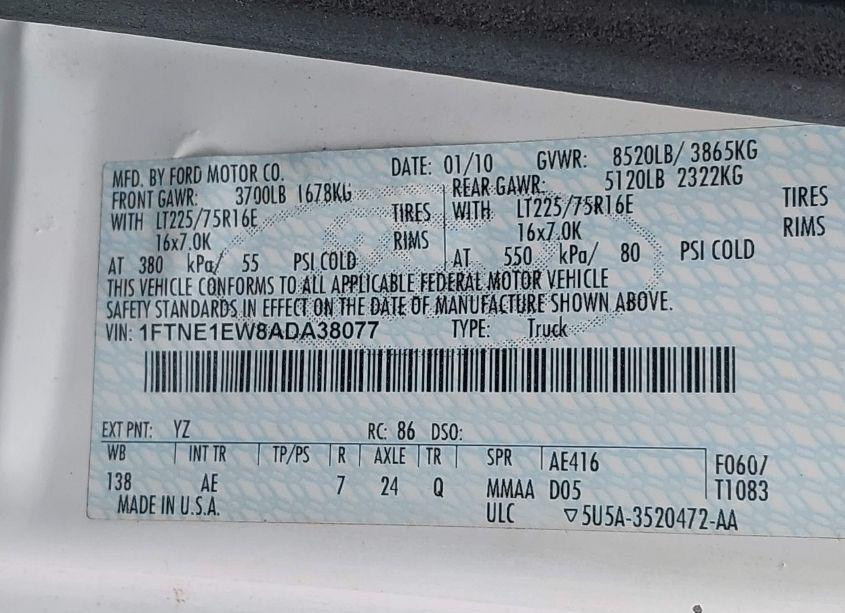 MFD. BY FORD MOTOR CO. DATE: 01/10 GVWR: 8520LB/ 3865KG
FRONT GAWR: 3700LB 1678KG REAR GAWR: 5120LB 2322KG
WITH LT225/75R16E TIRES WITH LT225/75R16E TIRES
16x7.0K RIMS 16x7.0K RIMS
AT 380 kPa/ 55 PSI COLD AT 550 kPa/ 80 PSI COLD
THIS VEHICLE CONFORMS TO ALL APPLICABLE FEDERAL MOTOR VEHICLE
SAFETY STANDARDS IN EFFECT ON THE DATE OF MANUFACTURE SHOWN ABOVE.
VIN: 1FTNE1EW8ADA38077 TYPE: Truck
EXT PNT: YZ RC: 86 DSO:
WB INT TR TP/PS R AXLE TR SPR AE416 F060/
138 AE 7 24 Q MMAA D05 T1083
MADE IN U.S.A. ULC ▽5U5A-3520472-AA